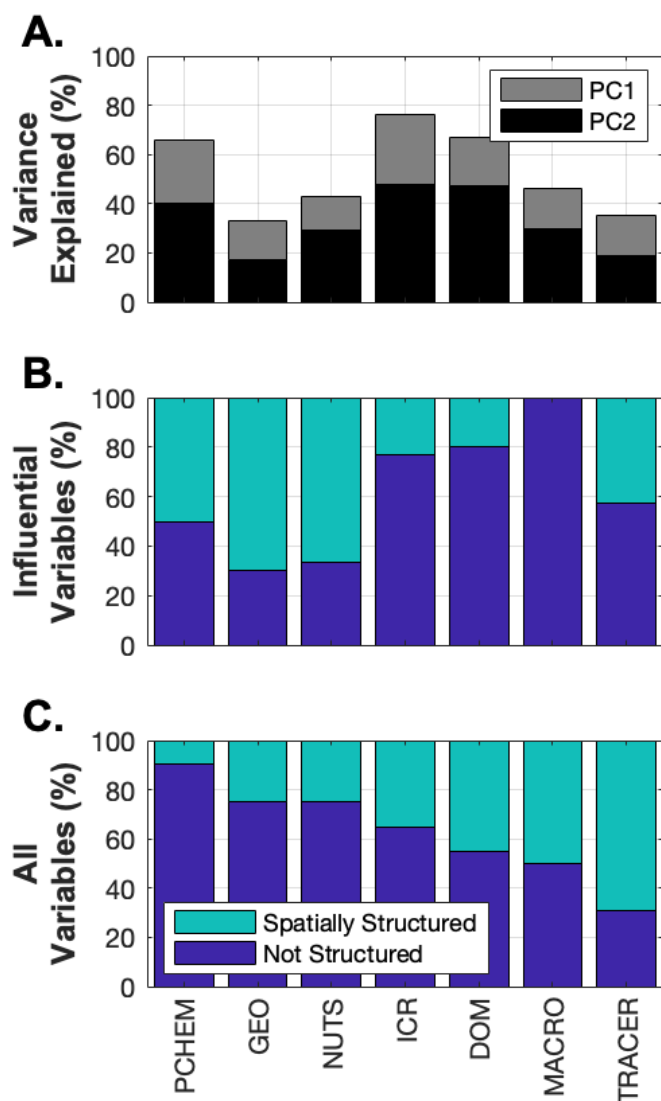 A.
Variance
Explained (%)
100
80
60
40
20
0
PC1
PC2
B.
Influential
Variables (%)
100
80
60
40
20
0
C.
All
Variables (%)
100
80
60
40
20
0
Spatially Structured
Not Structured
PCHEM
GEO
NUTS
ICR
DOM
MACRO
TRACER